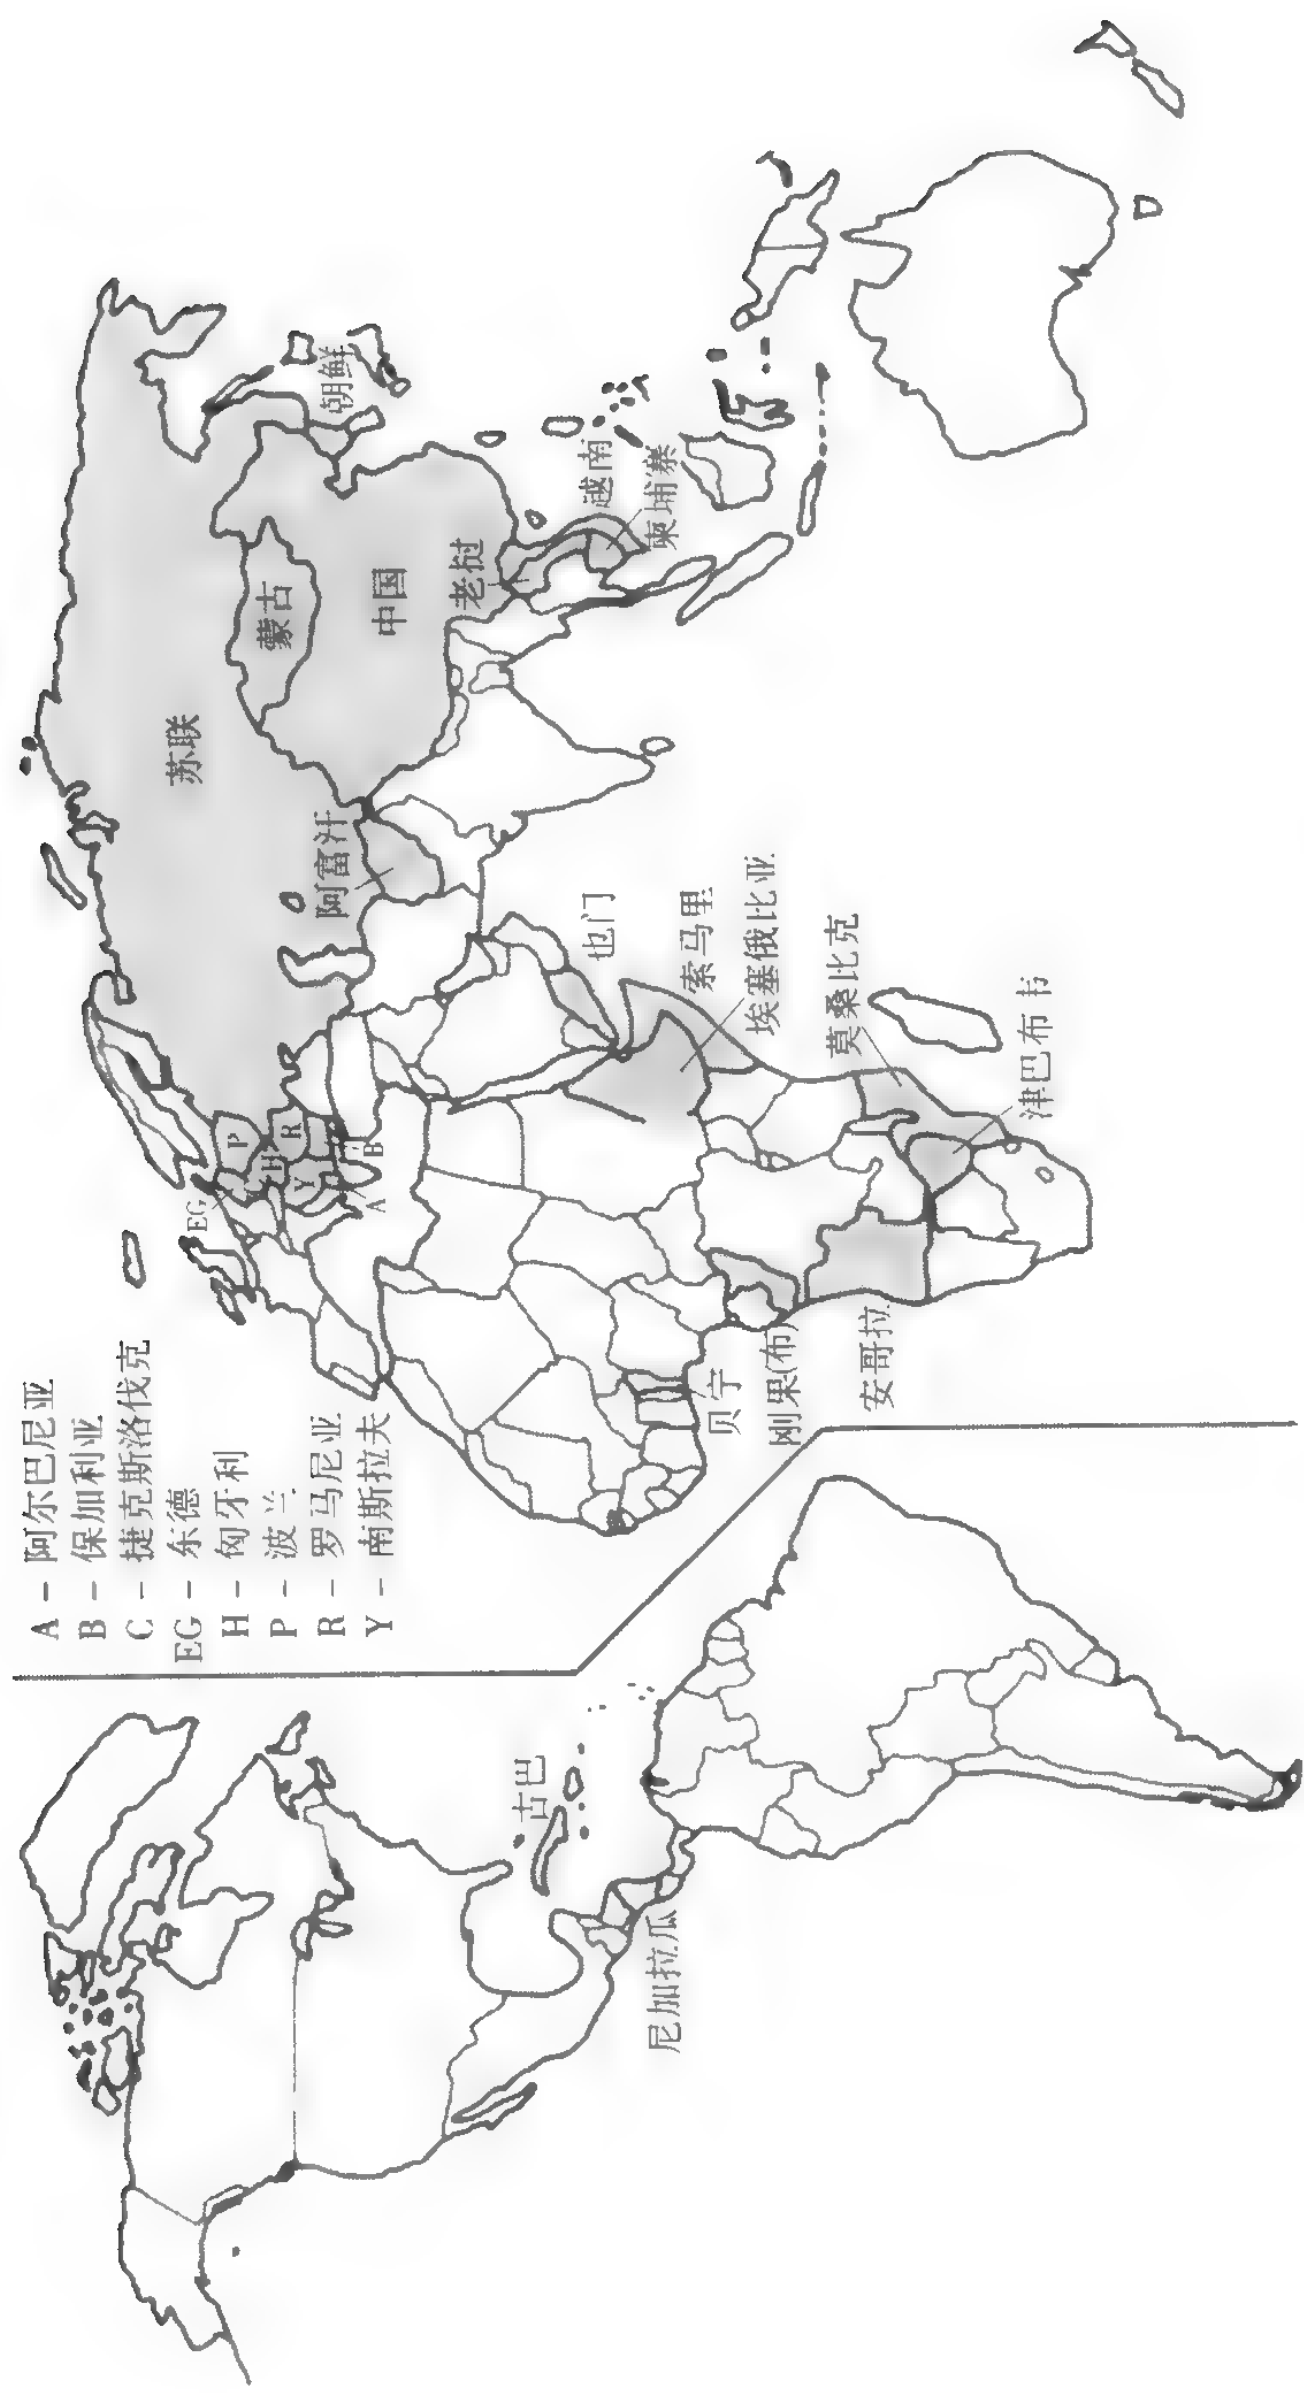 A – 阿尔巴尼亚
B – 保加利亚
C – 捷克斯洛伐克
EG – 东德
H – 匈牙利
P – 波兰
R – 罗马尼亚
Y – 南斯拉夫
苏联
蒙古
中国
朝鲜
老挝
越南
柬埔寨
阿富汗
EG
P
H
R
Y
B
A
也门
索马里
埃塞俄比亚
莫桑比克
津巴布韦
贝宁
刚果(布)
安哥拉
古巴
尼加拉瓜